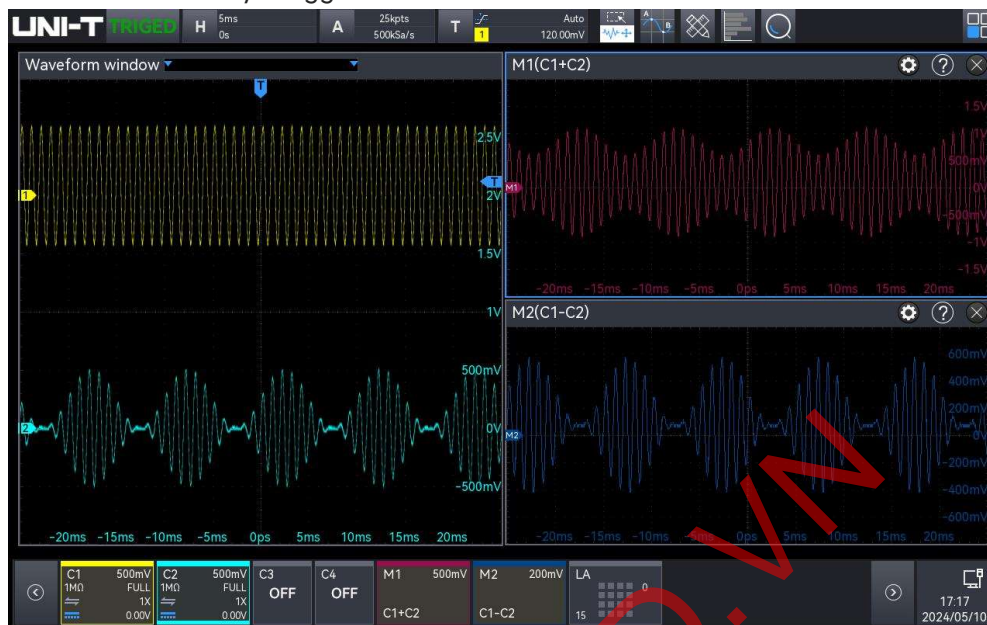 UNI-T TRIGED H 5ms 0s A 25kpts 500kSa/s T 1 Auto 120.00mV A B
Waveform window
T
2.5V
1 T
2V
1.5V
1V
500mV
2 0V
-500mV
-20ms -15ms -10ms -5ms 0ps 5ms 10ms 15ms 20ms
M1(C1+C2) ?
1.5V
1V
500mV
M1 0V
-500mV
-1V
-1.5V
-20ms -15ms -10ms -5ms 0ps 5ms 10ms 15ms 20ms
M2(C1-C2) ?
600mV
400mV
200mV
M2 0V
-200mV
-400mV
-600mV
-20ms -15ms -10ms -5ms 0ps 5ms 10ms 15ms 20ms
C1 500mV
1MΩ FULL
1X
0.00V
C2 500mV
1MΩ FULL
1X
0.00V
C3
OFF
C4
OFF
M1 500mV
C1+C2
M2 200mV
C1-C2
LA
0
15
17:17
2024/05/10
.VN